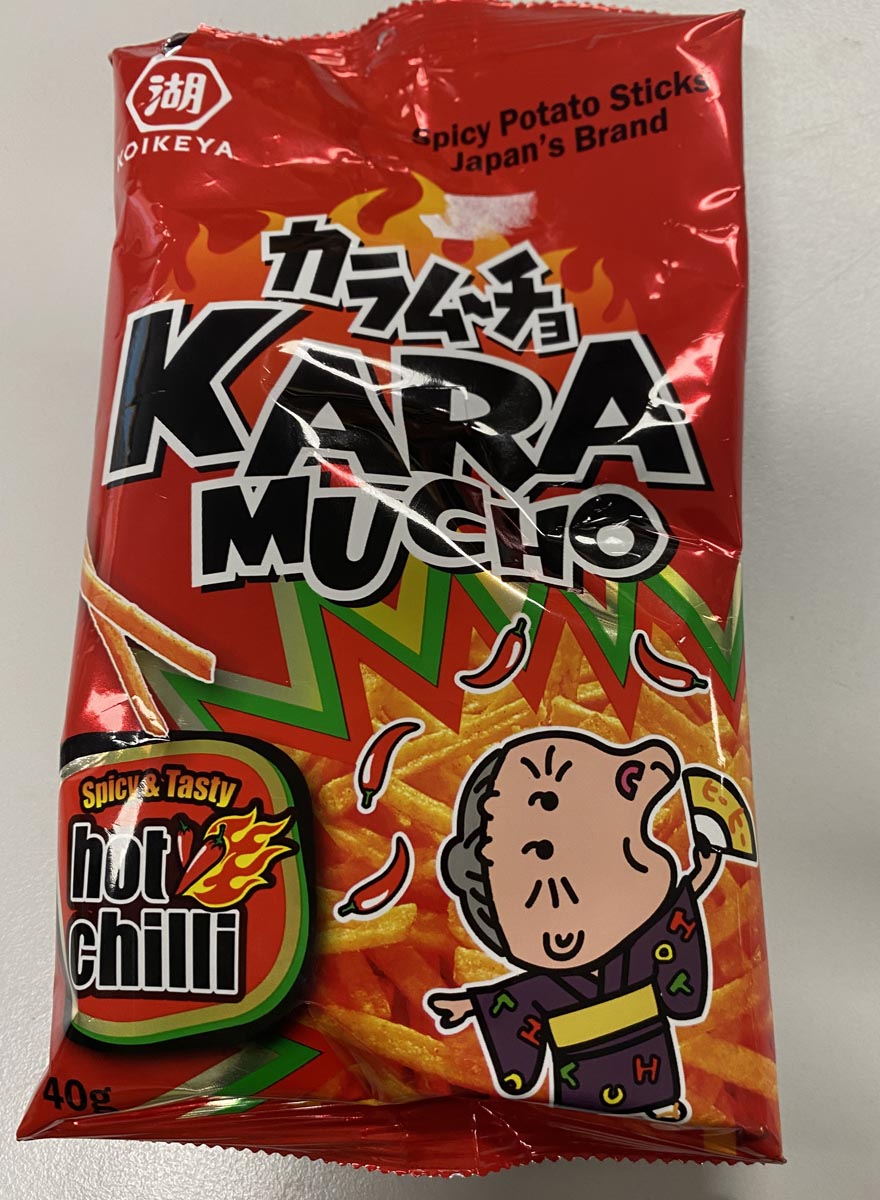 湖
KOIKEYA
Spicy Potato Sticks
Japan's Brand
カラムーチョ
KARA
MUCHO
Spicy & Tasty
hot
chilli
40g